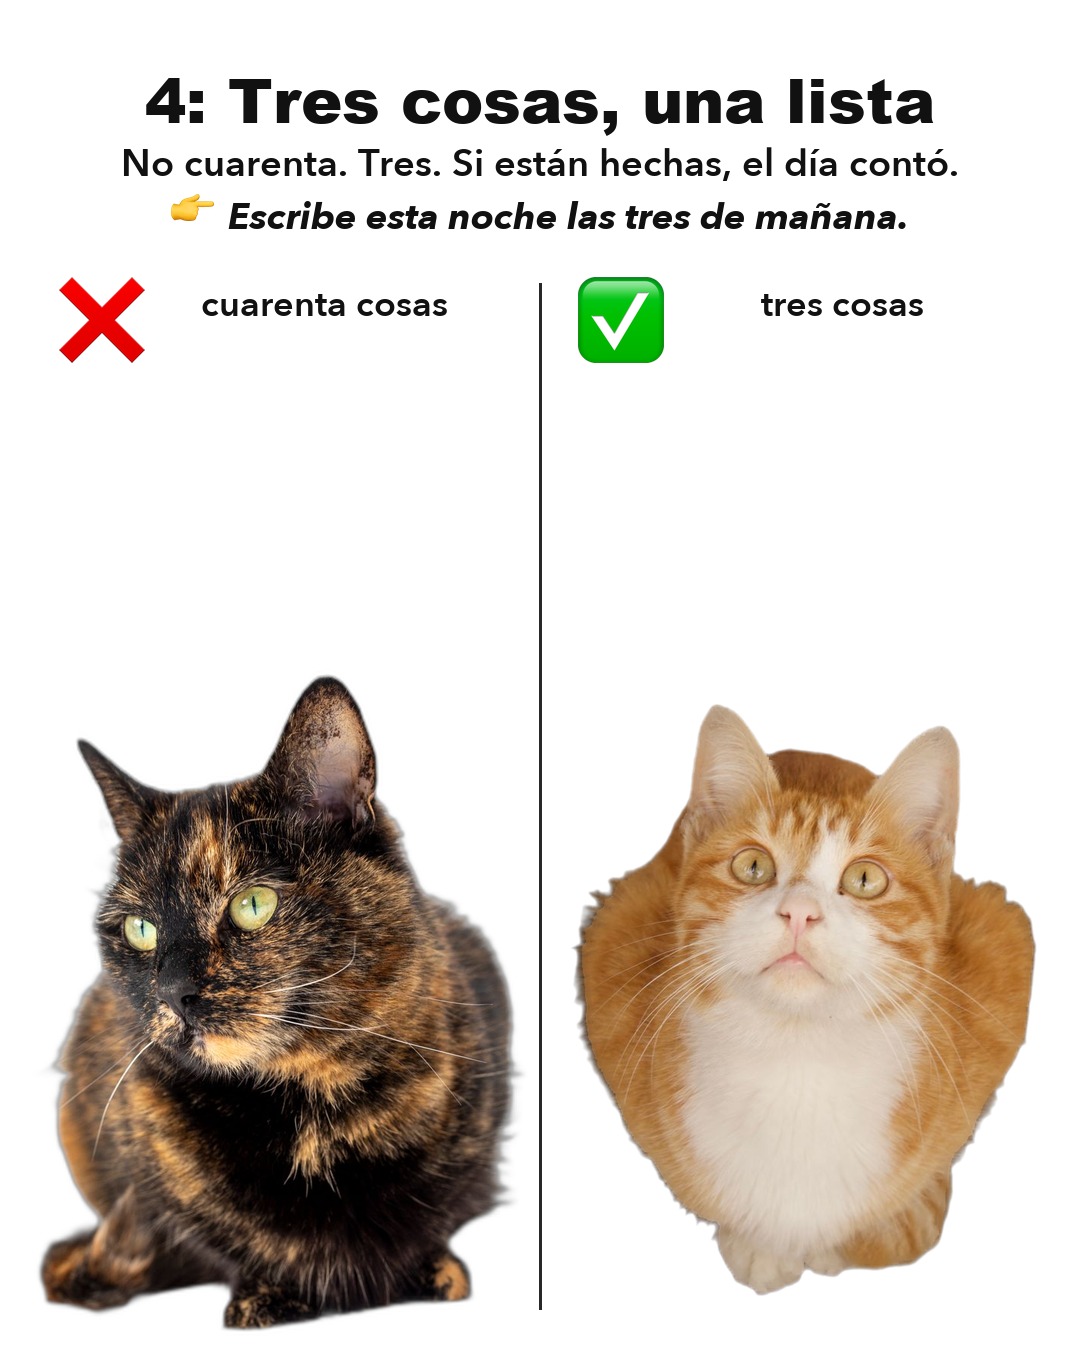 4: Tres cosas, una lista
No cuarenta. Tres. Si están hechas, el día contó.
👉 Escribe esta noche las tres de mañana.
❌ cuarenta cosas
✅ tres cosas